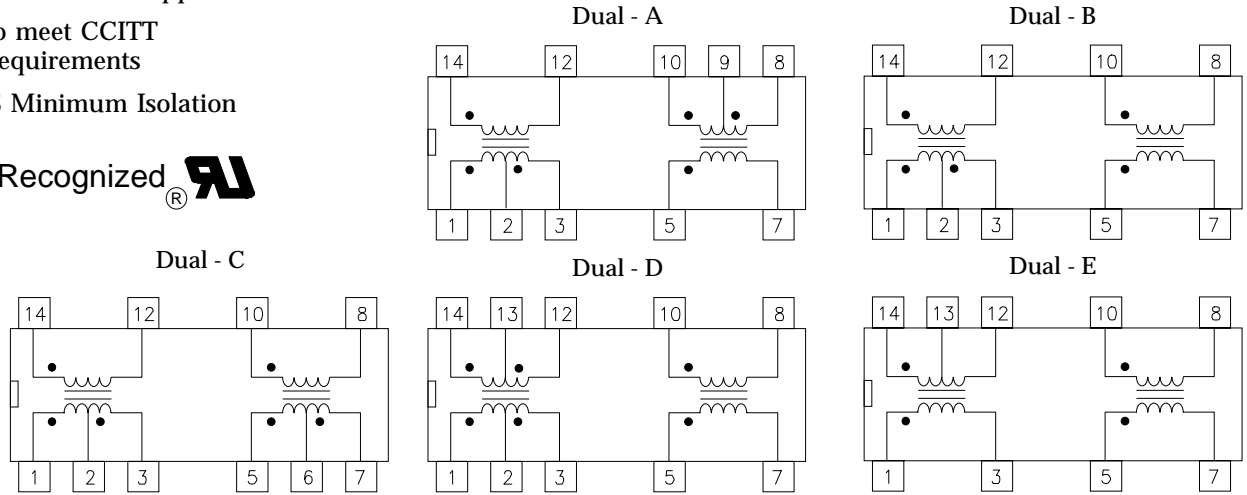 to meet CCITT
requirements
Minimum Isolation
Recognized ® RU
Dual - A
14 12 10 9 8
1 2 3 5 7
Dual - B
14 12 10 8
1 2 3 5 7
Dual - C
14 12 10 8
1 2 3 5 6 7
Dual - D
14 13 12 10 8
1 2 3 5 7
Dual - E
14 13 12 10 8
1 3 5 7